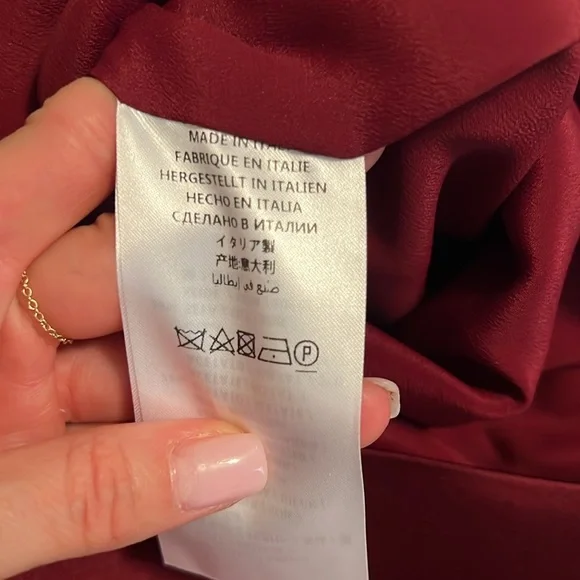 MADE IN ITALY
FABRIQUE EN ITALIE
HERGESTELLT IN ITALIEN
HECHO EN ITALIA
СДЕЛАНО В ИТАЛИИ
イタリア製
产地意大利
صنع في إيطاليا
P